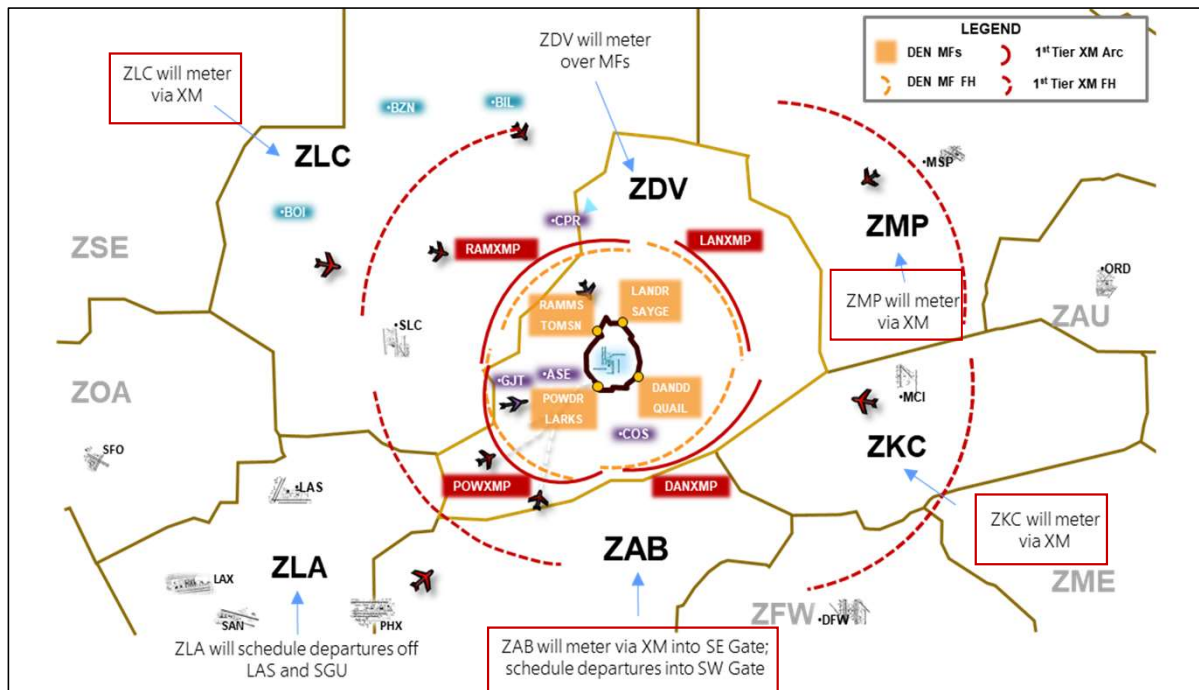 LEGEND
DEN MFs
1st Tier XM Arc
DEN MF FH
1st Tier XM FH
ZDV will meter
over MFs
ZLC will meter
via XM
•BZN
•BIL
ZLC
•BOI
ZDV
•CPR
•MSP
ZMP
ZSE
RAMXMP
LANXMP
•ORD
ZAU
ZMP will meter
via XM
RAMMS
TOMSN
LANDR
SAYGE
•SLC
•GJT
•ASE
POWDR
LARKS
DANDD
QUAIL
•COS
•MCI
ZOA
ZKC
SFO
•LAS
POWXMP
DANXMP
ZKC will meter
via XM
ZLA
ZAB
ZME
LAX
SAN
PHX
ZFW
•DFW
ZLA will schedule departures off
LAS and SGU
ZAB will meter via XM into SE Gate;
schedule departures into SW Gate